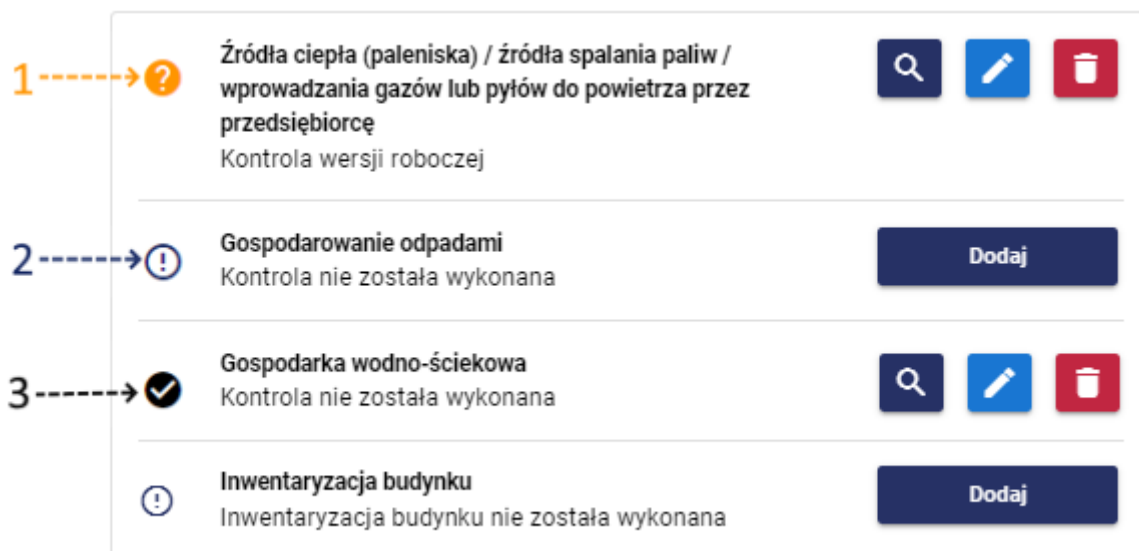 1
Źródła ciepła (paleniska) / źródła spalania paliw /
wprowadzania gazów lub pyłów do powietrza przez
przedsiębiorcę
Kontrola wersji roboczej
2
Gospodarowanie odpadami
Kontrola nie została wykonana
Dodaj
3
Gospodarka wodno-ściekowa
Kontrola nie została wykonana
Inwentaryzacja budynku
Inwentaryzacja budynku nie została wykonana
Dodaj